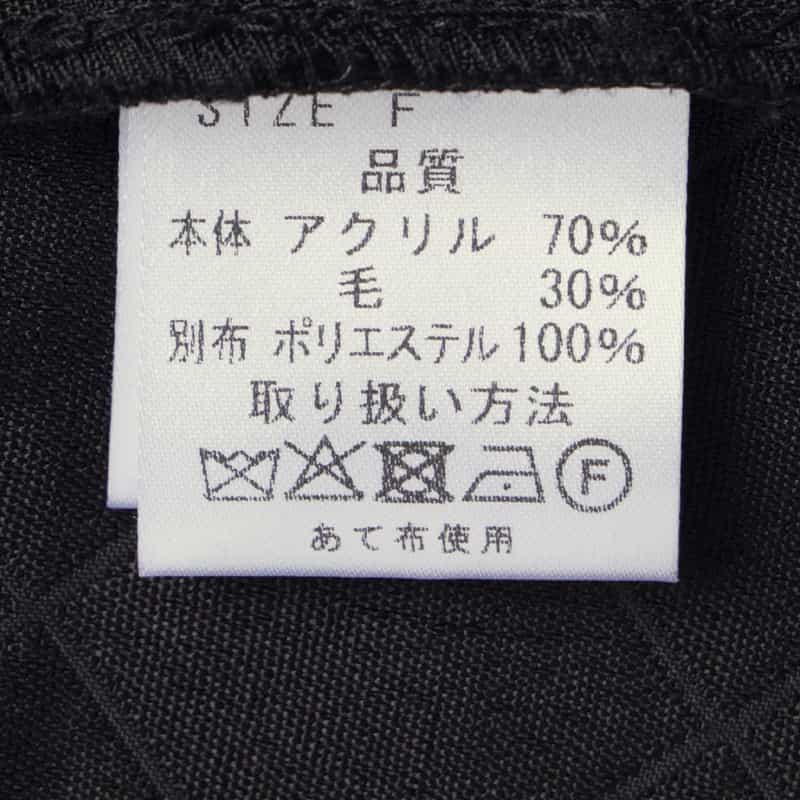 SIZE F
品質
本体 アクリル 70%
毛 30%
別布 ポリエステル 100%
取り扱い方法
F
あて布使用